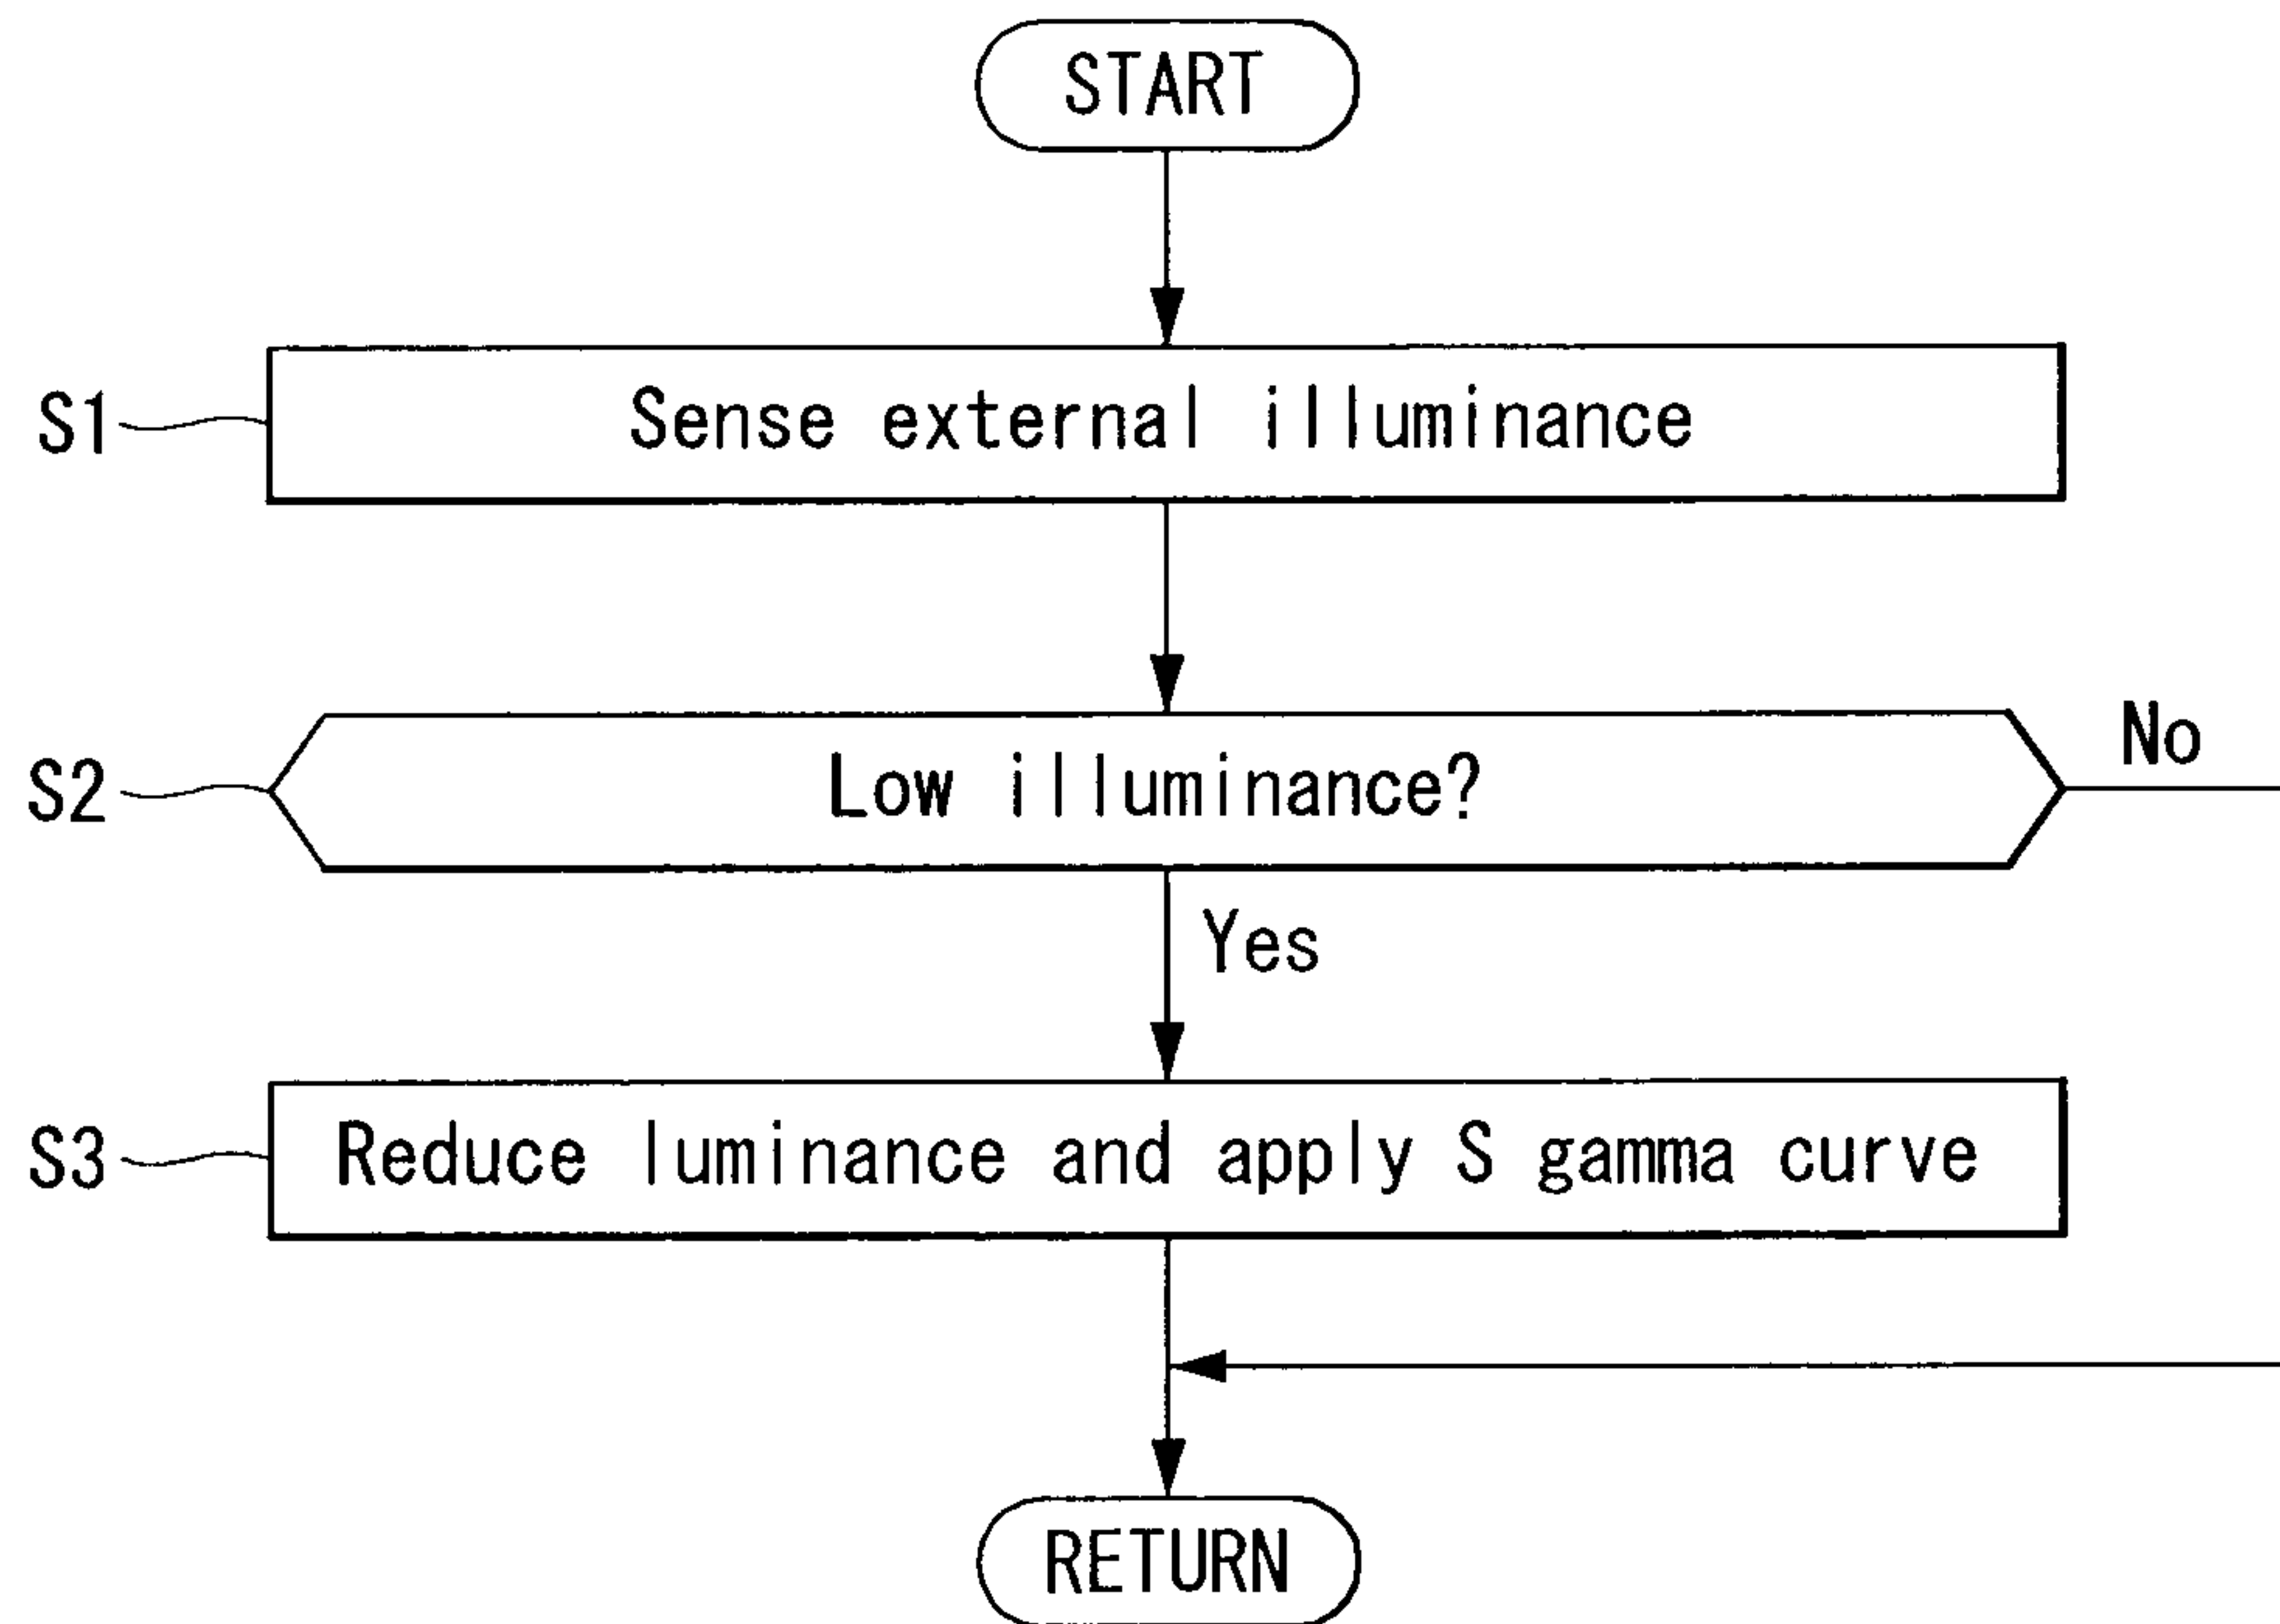 START
S1
Sense external illuminance
S2
Low illuminance?
No
Yes
S3
Reduce luminance and apply S gamma curve
RETURN